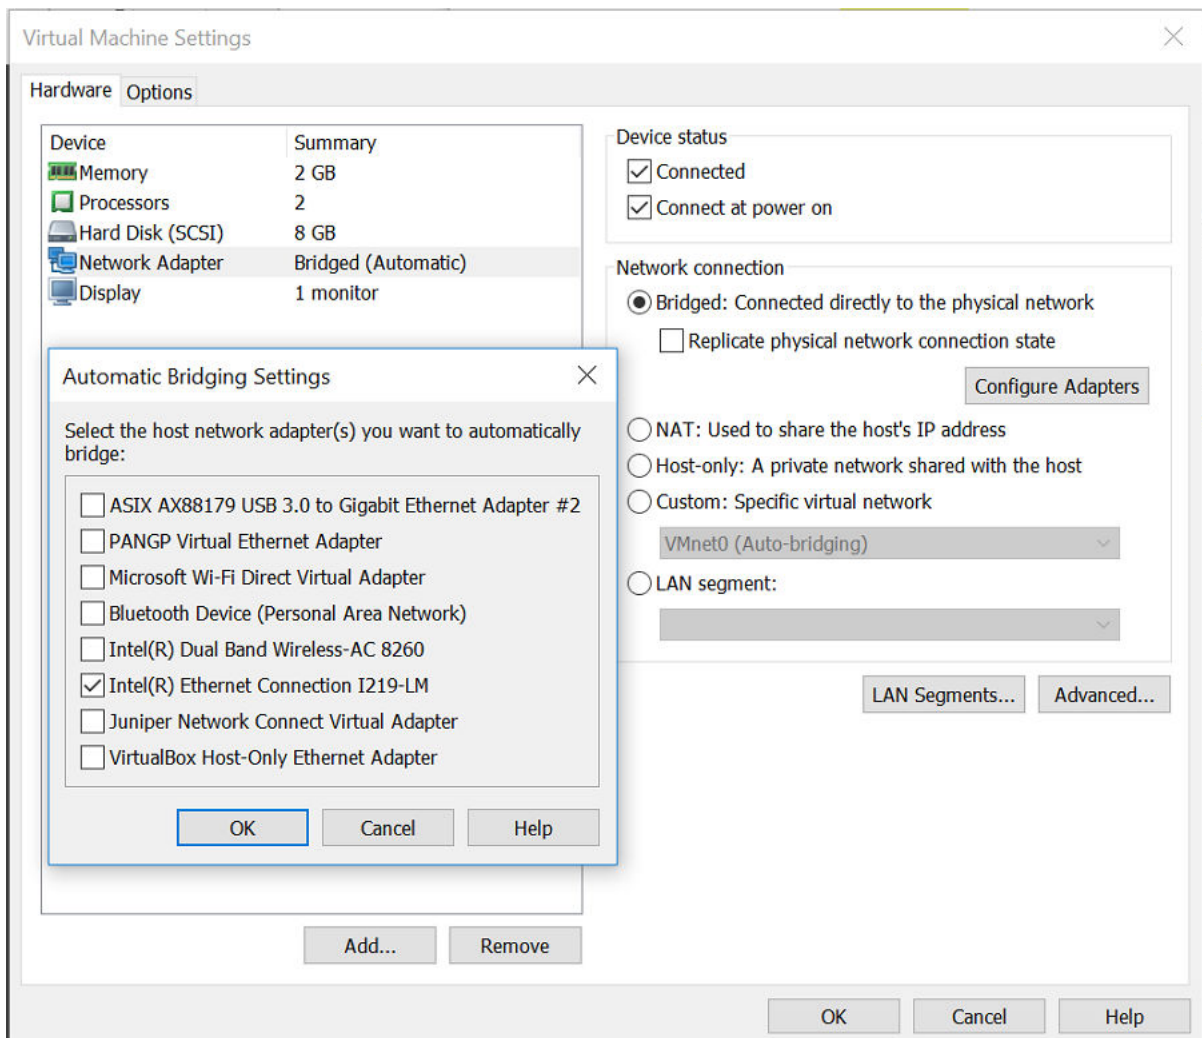 Virtual Machine Settings
Hardware Options
Device Summary
Memory 2 GB
Processors 2
Hard Disk (SCSI) 8 GB
Network Adapter Bridged (Automatic)
Display 1 monitor
Automatic Bridging Settings
Select the host network adapter(s) you want to automatically
bridge:
ASIX AX88179 USB 3.0 to Gigabit Ethernet Adapter #2
PANGP Virtual Ethernet Adapter
Microsoft Wi-Fi Direct Virtual Adapter
Bluetooth Device (Personal Area Network)
Intel(R) Dual Band Wireless-AC 8260
Intel(R) Ethernet Connection I219-LM
Juniper Network Connect Virtual Adapter
VirtualBox Host-Only Ethernet Adapter
OK Cancel Help
Add... Remove
Device status
Connected
Connect at power on
Network connection
Bridged: Connected directly to the physical network
Replicate physical network connection state
Configure Adapters
NAT: Used to share the host's IP address
Host-only: A private network shared with the host
Custom: Specific virtual network
VMnet0 (Auto-bridging)
LAN segment:
LAN Segments... Advanced...
OK Cancel Help